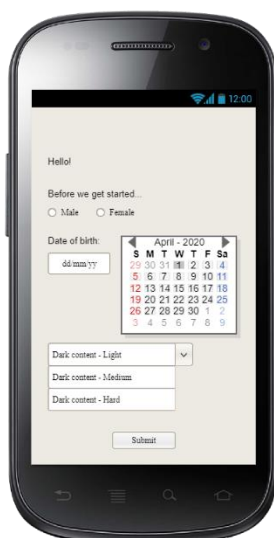 12:00
Hello!
Before we get started...
Male Female
Date of birth:
dd/mm/yy
April - 2020
S M T W T F Sa
29 30 31 1 2 3 4
5 6 7 8 9 10 11
12 13 14 15 16 17 18
19 20 21 22 23 24 25
26 27 28 29 30 1 2
3 4 5 6 7 8 9
Dark content - Light
Dark content - Medium
Dark content - Hard
Submit